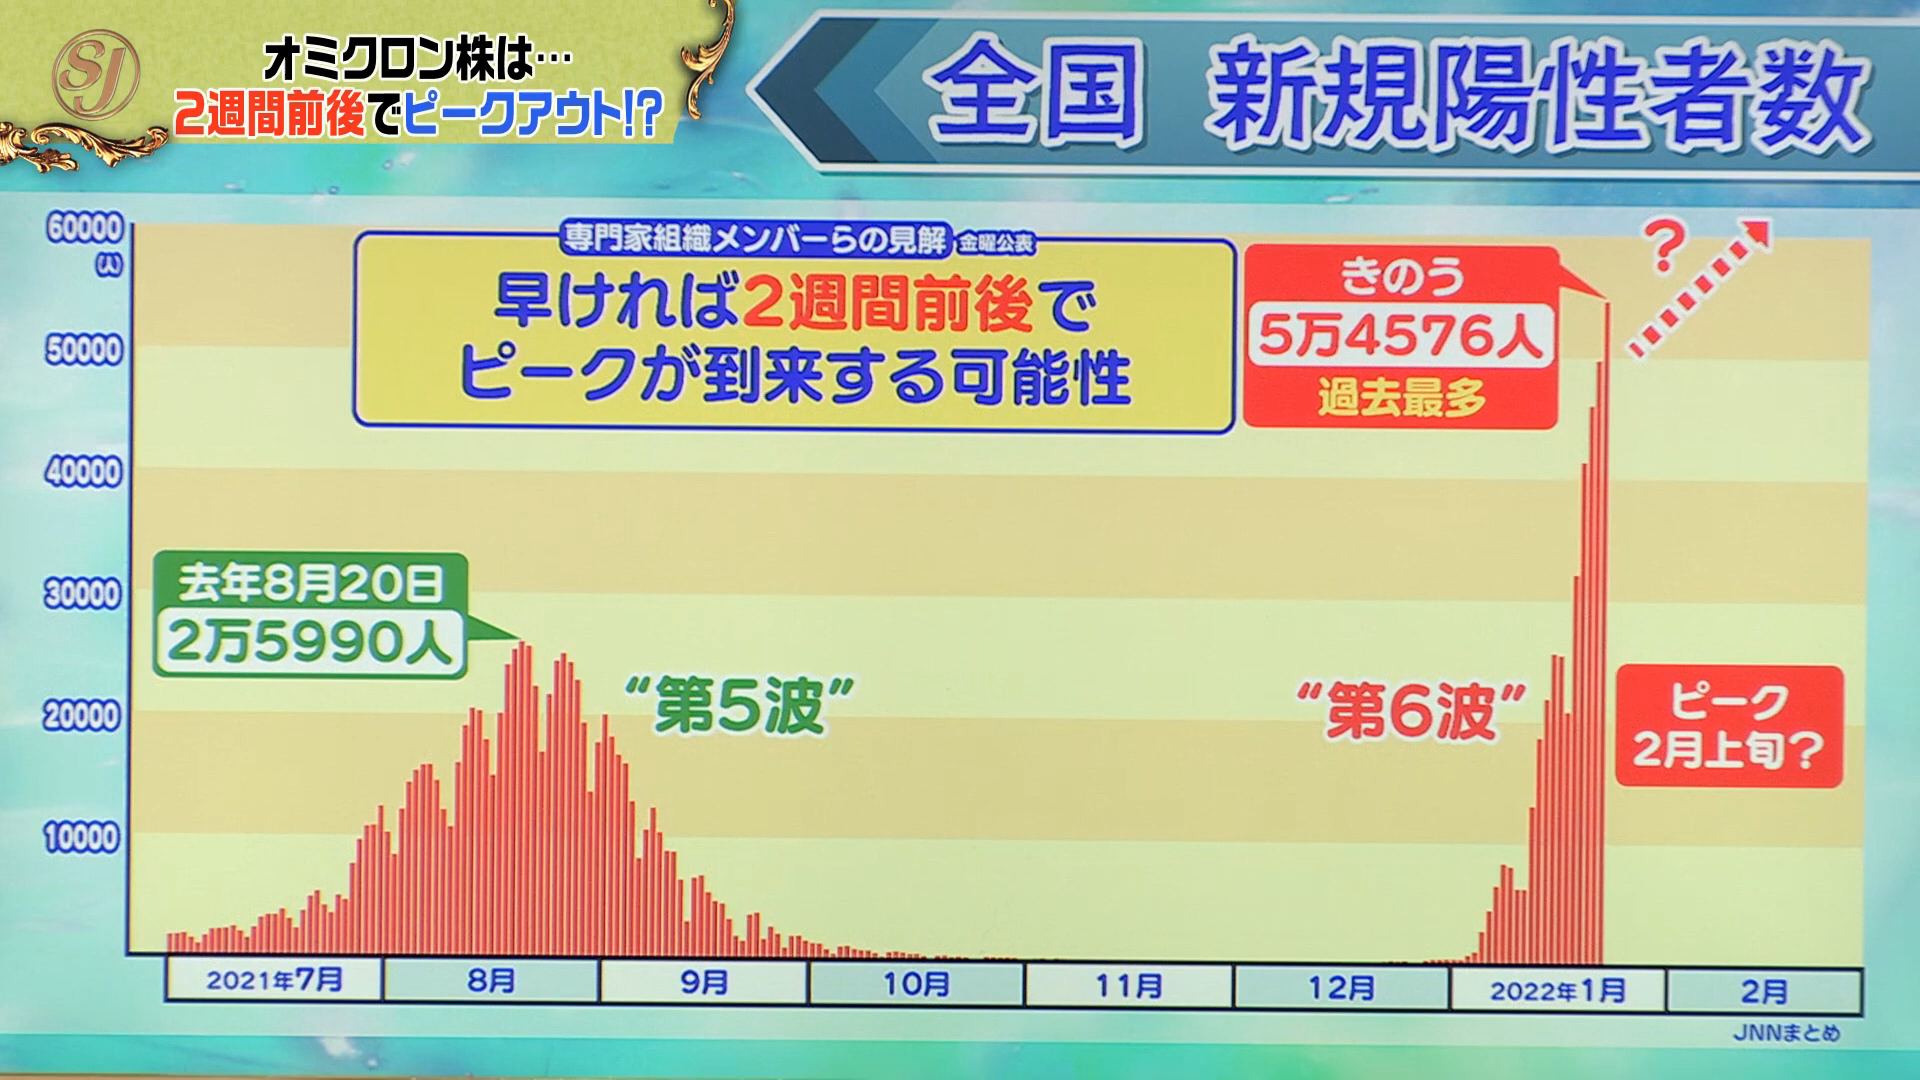 SJ
オミクロン株は…
2週間前後でピークアウト!?
全国 新規陽性者数
60000
(人)
50000
40000
30000
20000
10000
専門家組織メンバーらの見解 金曜公表
早ければ2週間前後で
ピークが到来する可能性
きのう
5万4576人
過去最多
?
去年8月20日
2万5990人
“第5波”
“第6波”
ピーク
2月上旬?
2021年7月
8月
9月
10月
11月
12月
2022年1月
2月
JNNまとめ